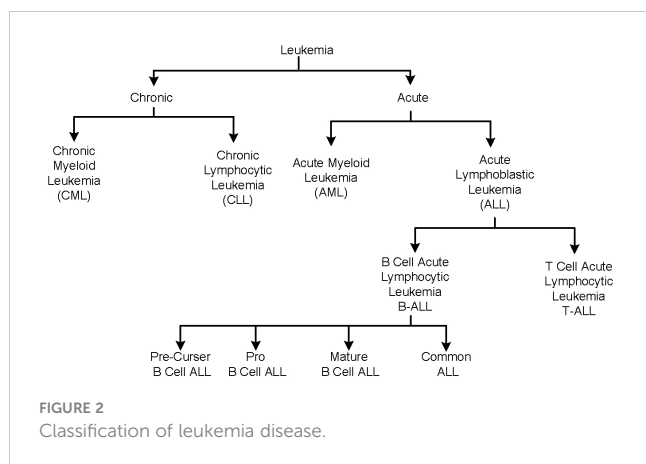 Leukemia
Chronic
Acute
Chronic
Myeloid
Leukemia
(CML)
Chronic
Lymphocytic
Leukemia
(CLL)
Acute Myeloid
Leukemia
(AML)
Acute
Lymphoblastic
Leukemia
(ALL)
B Cell Acute
Lymphocytic
Leukemia
B-ALL
T Cell Acute
Lymphocytic
Leukemia
T-ALL
Pre-Curser
B Cell ALL
Pro
B Cell ALL
Mature
B Cell ALL
Common
ALL
FIGURE 2
Classification of leukemia disease.